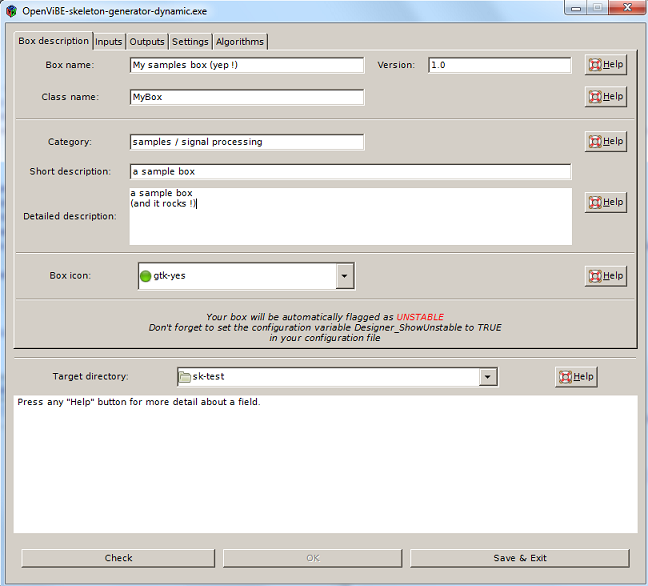 OpenViBE-skeleton-generator-dynamic.exe
Box description Inputs Outputs Settings Algorithms
Box name: My samples box (yep !) Version: 1.0 Help
Class name: MyBox Help
Category: samples / signal processing Help
Short description: a sample box
Detailed description: a sample box
(and it rocks !) Help
Box icon: gtk-yes Help
Your box will be automatically flagged as UNSTABLE
Don't forget to set the configuration variable Designer_ShowUnstable to TRUE
in your configuration file
Target directory: sk-test Help
Press any "Help" button for more detail about a field.
Check OK Save & Exit